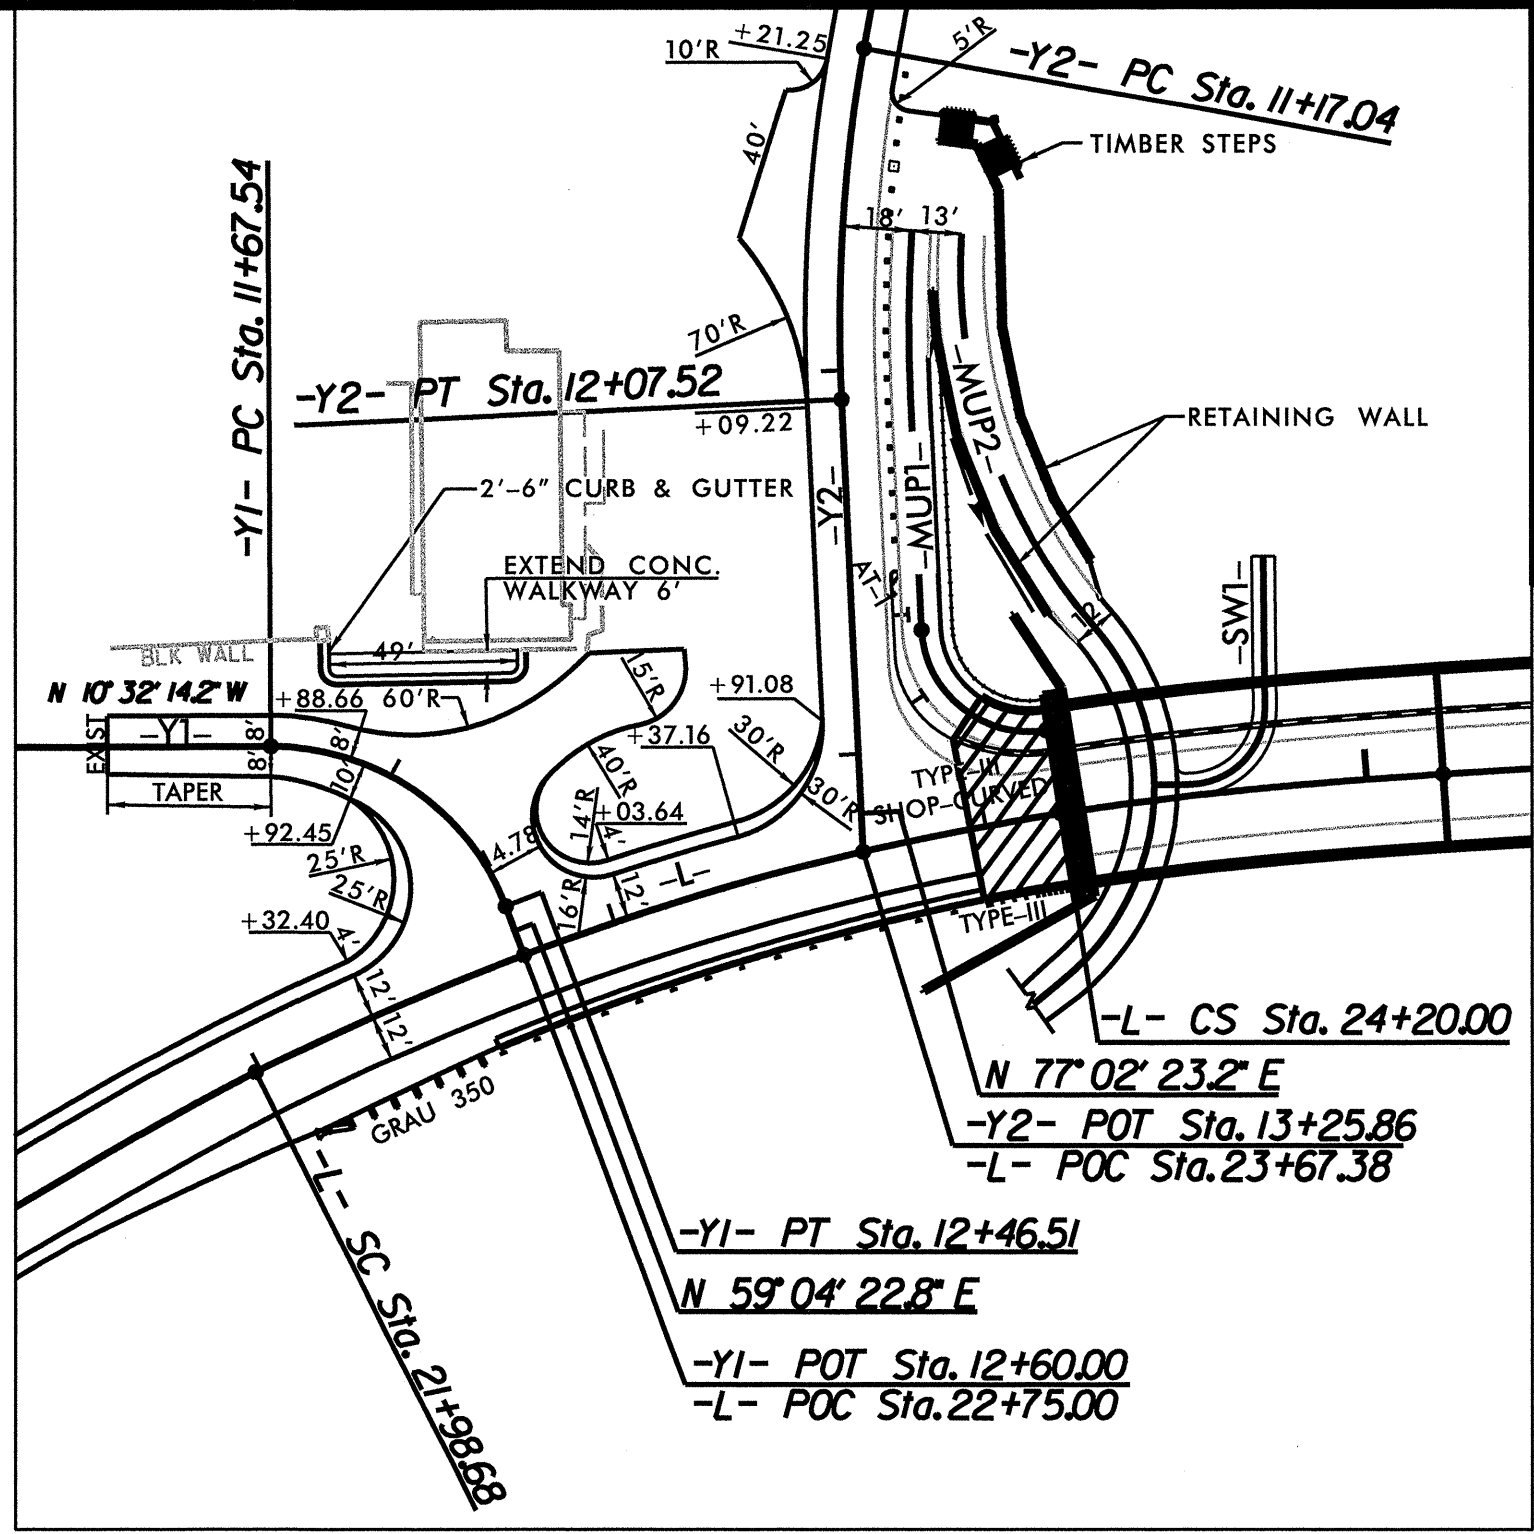 10'R
+21.25
5'R
-Y2- PC Sta. 11+17.04
TIMBER STEPS
40'
-Y1- PC Sta. 11+67.54
18'
13'
70'R
-Y2- PT Sta. 12+07.52
+09.22
-MUP2-
RETAINING WALL
2'-6" CURB & GUTTER
-Y2-
-MUP1-
EXTEND CONC.
WALKWAY 6'
AT-1
12'
-SW1-
BLK WALL
49'
N 10° 32' 14.2" W
+88.66
60'R
15'R
+91.08
EXIST
-Y1-
8'
8'
10'
8'
+37.16
30'R
40'R
30'R
TAPER
14'R
+03.64
4'
TYPE-III
SHOP-CURVED
+92.45
4.78
25'R
25'R
-L-
12'
16'R
+32.40
4'
TYPE-III
12'
12'
-L- CS Sta. 24+20.00
N 77° 02' 23.2" E
GRAU 350
-Y2- POT Sta. 13+25.86
-L- POC Sta. 23+67.38
-Y1- PT Sta. 12+46.51
N 59° 04' 22.8" E
-L- SC Sta. 21+98.68
-Y1- POT Sta. 12+60.00
-L- POC Sta. 22+75.00